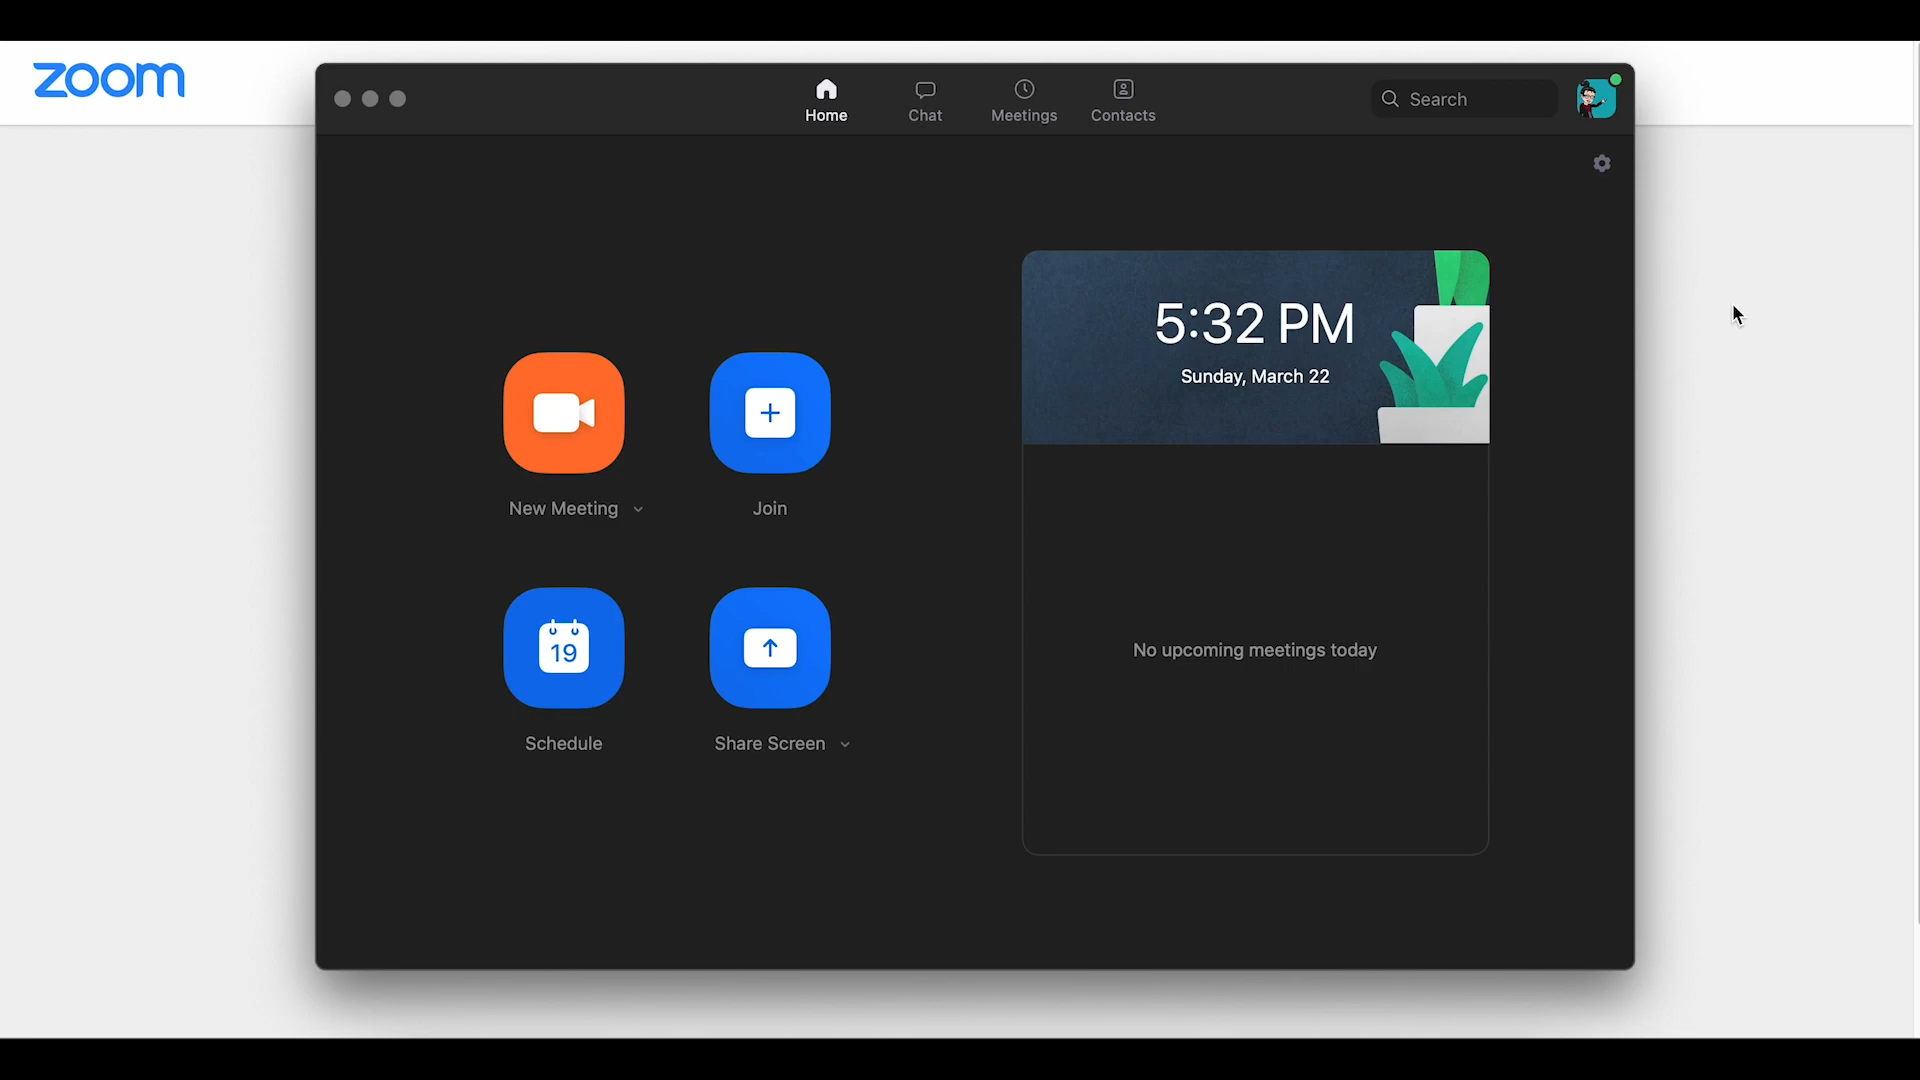 zoom
Home
Chat
Meetings
Contacts
Search
5:32 PM
Sunday, March 22
New Meeting
Join
19
Schedule
Share Screen
No upcoming meetings today